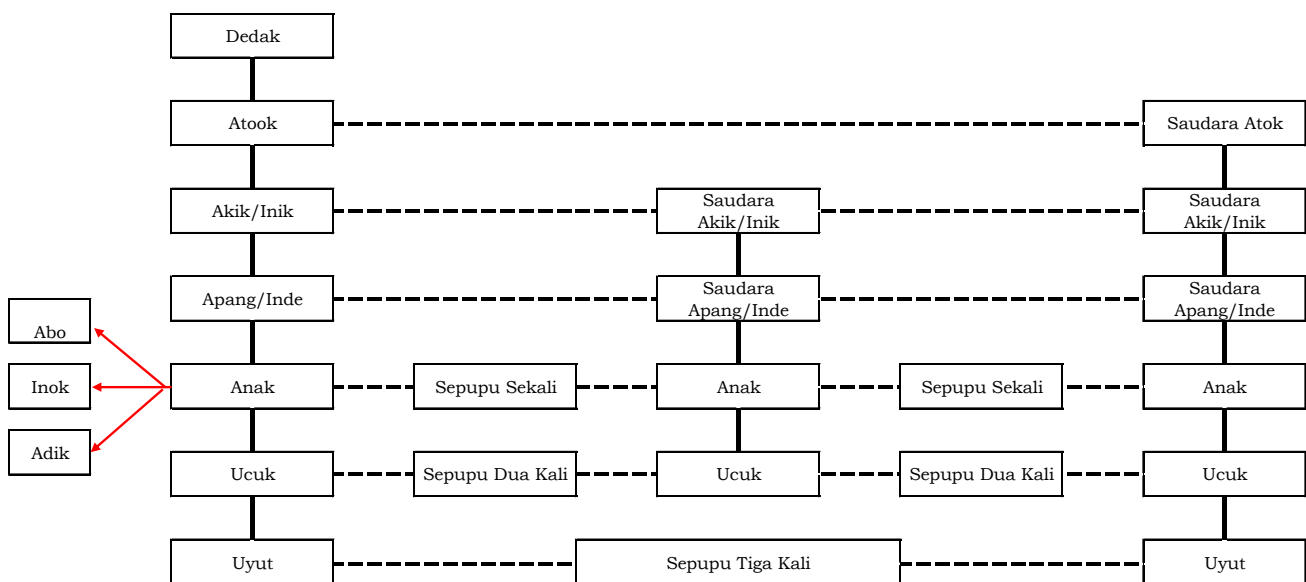 Dedak
Atook
Saudara Atok
Akik/Inik
Saudara
Akik/Inik
Saudara
Akik/Inik
Apang/Inde
Saudara
Apang/Inde
Saudara
Apang/Inde
Abo
Inok
Adik
Anak
Sepupu Sekali
Anak
Sepupu Sekali
Anak
Ucuk
Sepupu Dua Kali
Ucuk
Sepupu Dua Kali
Ucuk
Uyut
Sepupu Tiga Kali
Uyut